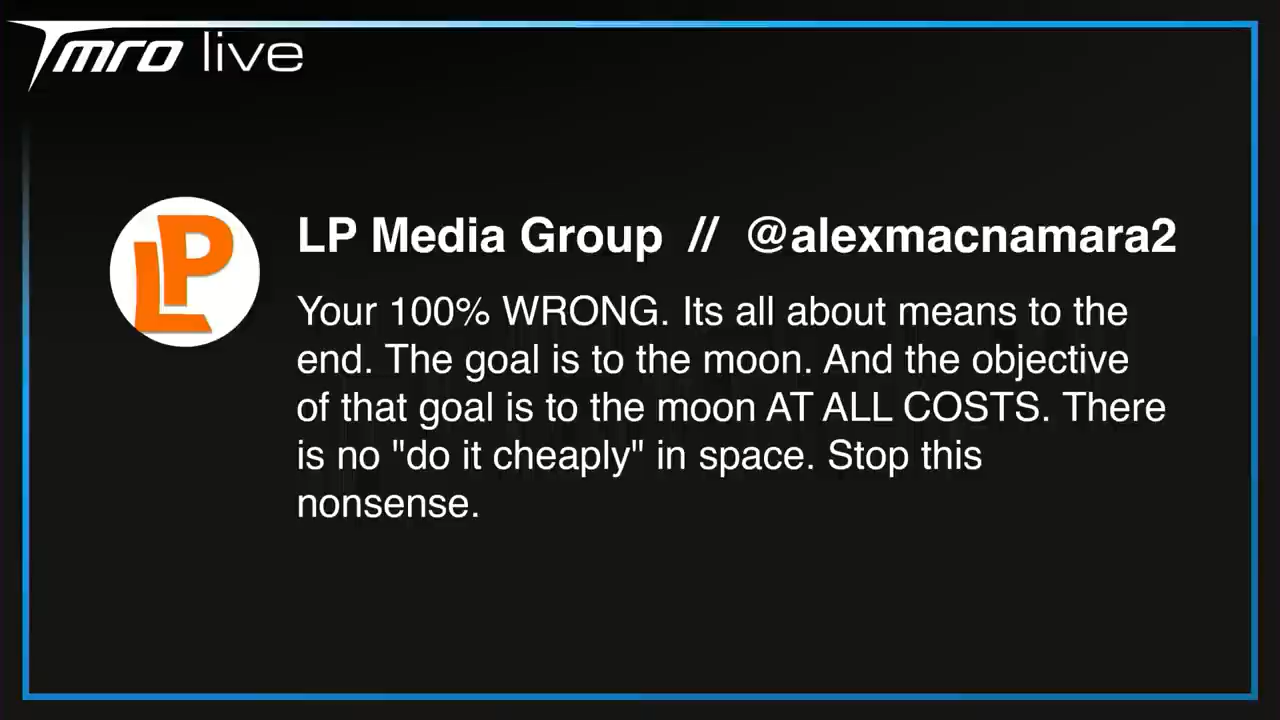 Tmro live
LP
LP Media Group // @alexmacnamara2
Your 100% WRONG. Its all about means to the
end. The goal is to the moon. And the objective
of that goal is to the moon AT ALL COSTS. There
is no "do it cheaply" in space. Stop this
nonsense.